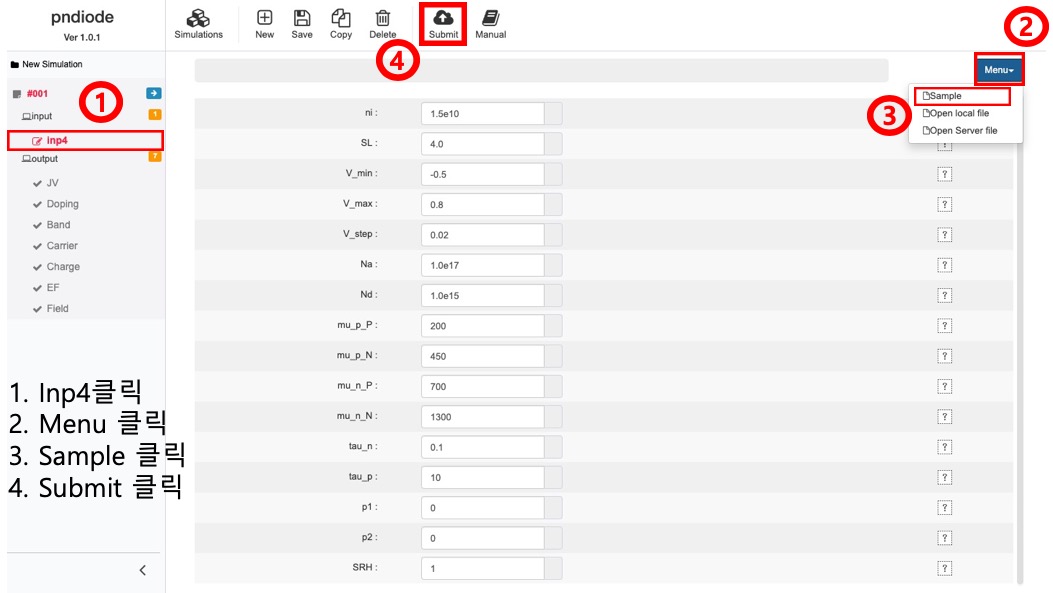 pndiode
Ver 1.0.1
Simulations New Save Copy Delete Submit Manual
2
4
New Simulation
Menu
#001
1
input 1
Inp4
output 7
JV
Doping
Band
Carrier
Charge
EF
Field
3
Sample
Open local file
Open Server file
ni : 1.5e10
SL : 4.0 ?
V_min : -0.5 ?
V_max : 0.8 ?
V_step : 0.02 ?
Na : 1.0e17 ?
Nd : 1.0e15 ?
mu_p_P : 200 ?
mu_p_N : 450 ?
mu_n_P : 700 ?
mu_n_N : 1300 ?
tau_n : 0.1 ?
tau_p : 10 ?
p1 : 0 ?
p2 : 0 ?
SRH : 1 ?
1. Inp4클릭
2. Menu 클릭
3. Sample 클릭
4. Submit 클릭